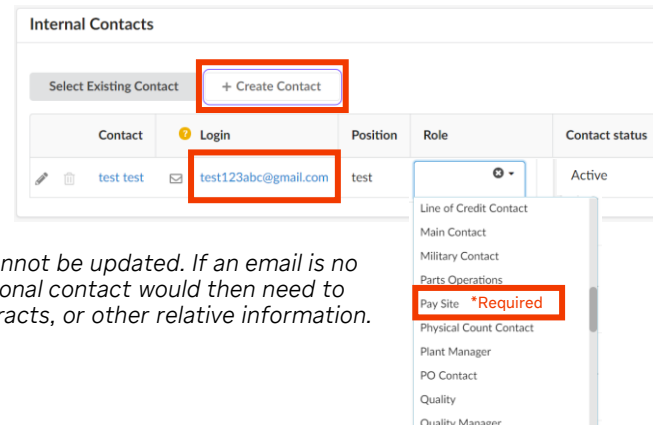 Internal Contacts
Select Existing Contact + Create Contact
Contact ? Login Position Role Contact status
test test test123abc@gmail.com test Active
Line of Credit Contact
Main Contact
Military Contact
Parts Operations
Pay Site *Required
Physical Count Contact
Plant Manager
PO Contact
Quality
Quality Manager
nnot be updated. If an email is no
ional contact would then need to
racts, or other relative information.